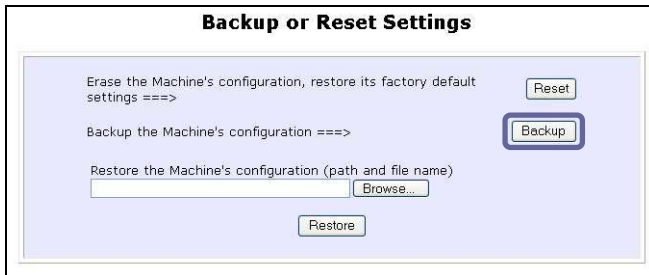 Backup or Reset Settings
Erase the Machine's configuration, restore its factory default
settings ===>
Reset
Backup the Machine's configuration ===>
Backup
Restore the Machine's configuration (path and file name)
Browse...
Restore